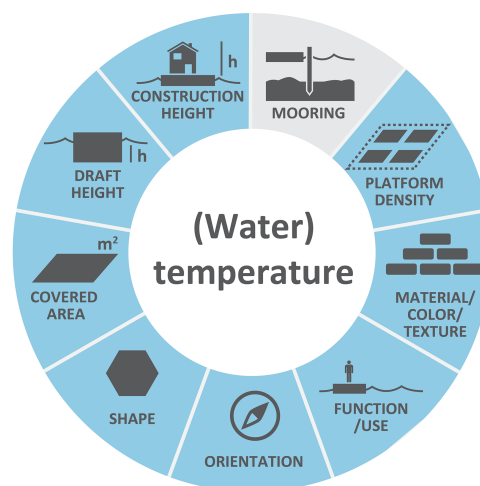 (Water)
temperature
MOORING
PLATFORM
DENSITY
MATERIAL/
COLOR/
TEXTURE
FUNCTION
/USE
ORIENTATION
SHAPE
m²
COVERED
AREA
h
DRAFT
HEIGHT
h
CONSTRUCTION
HEIGHT